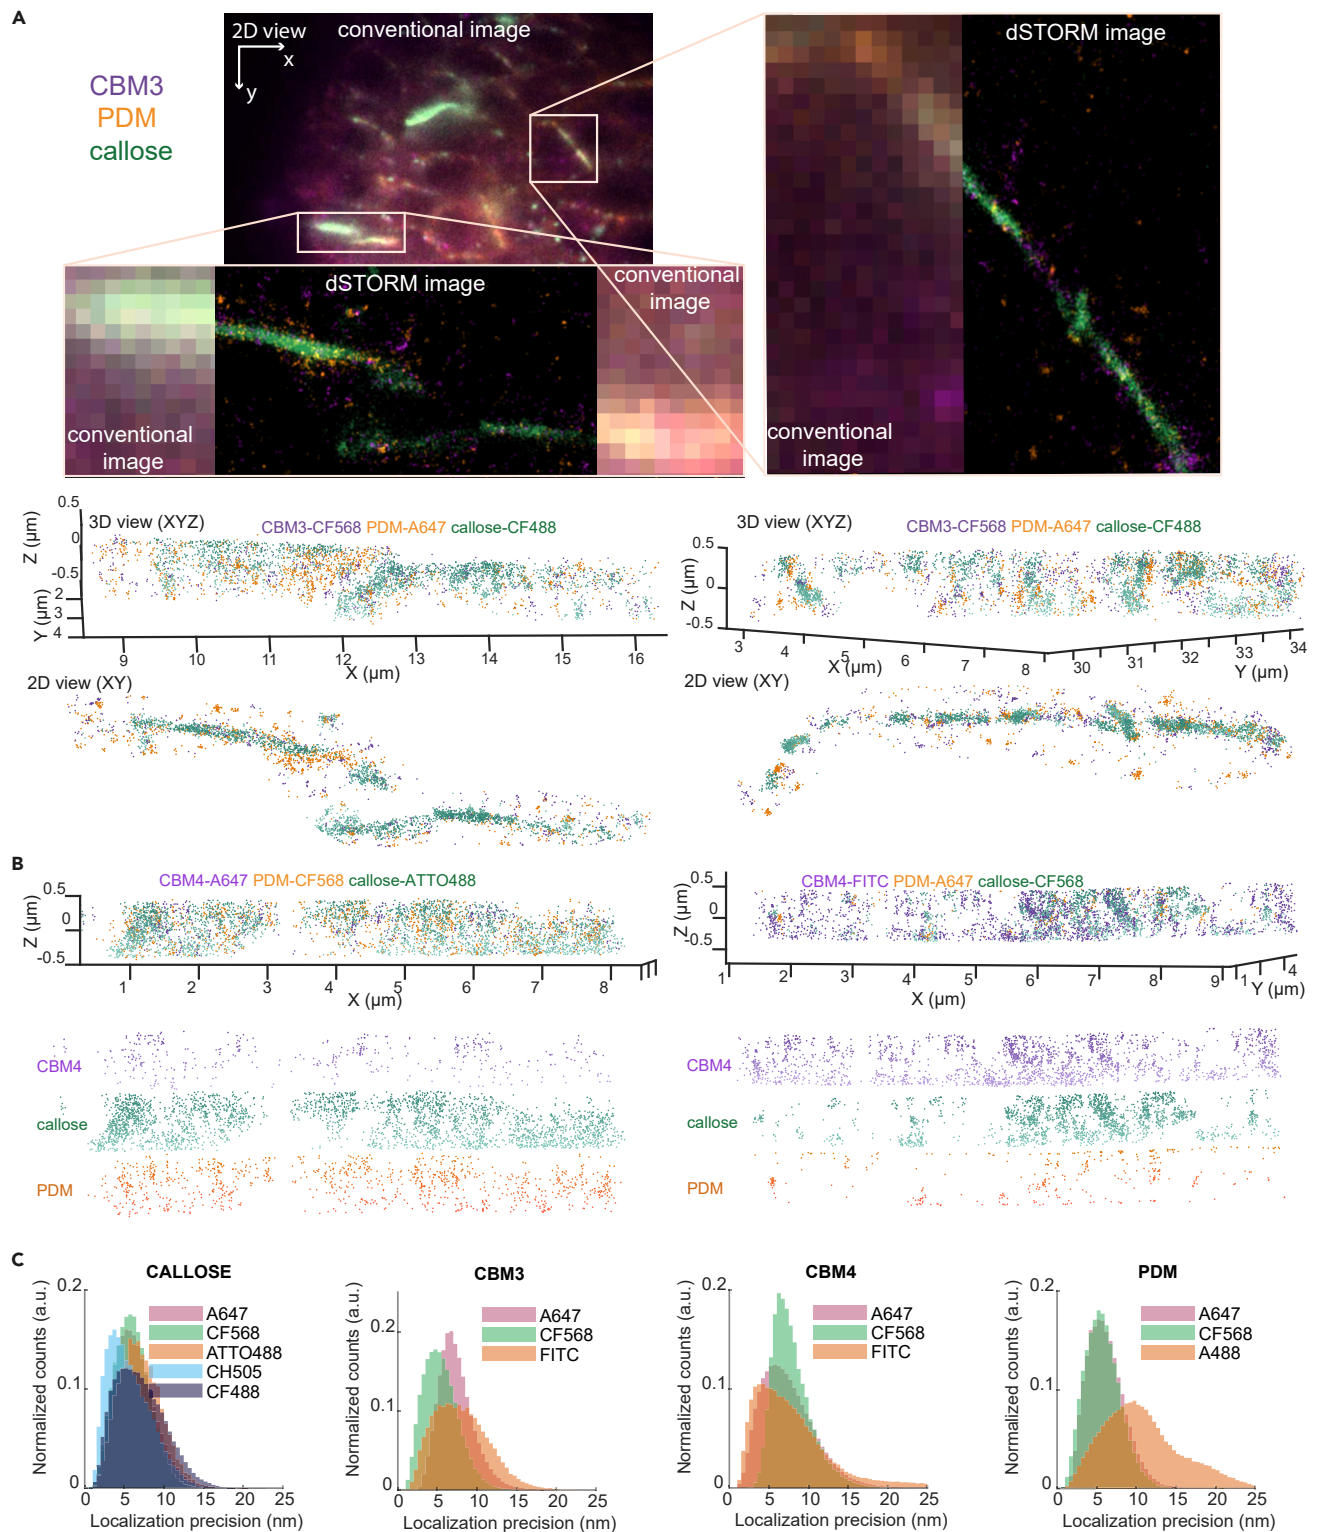 A
2D view
conventional image
x
y
CBM3
PDM
callose
dSTORM image
dSTORM image
conventional
image
conventional
image
conventional
image
0.5
0
-0.5
Z (µm)
2
3
4
Y (µm)
3D view (XYZ)
CBM3-CF568 PDM-A647 callose-CF488
9 10 11 12 13 14 15 16
X (µm)
2D view (XY)
3D view (XYZ)
CBM3-CF568 PDM-A647 callose-CF488
0.5
0
-0.5
Z (µm)
3 4 5 6 7 8 30 31 32 33 34
X (µm)
Y (µm)
2D view (XY)
B
CBM4-A647 PDM-CF568 callose-ATTO488
0.5
0
-0.5
Z (µm)
1 2 3 4 5 6 7 8
X (µm)
CBM4
callose
PDM
CBM4-FITC PDM-A647 callose-CF568
0.5
0
-0.5
Z (µm)
1 2 3 4 5 6 7 8 9 1 4
X (µm)
Y (µm)
CBM4
callose
PDM
C
CALLOSE
0.2
0.1
0
Normalized counts (a.u.)
A647
CF568
ATTO488
CH505
CF488
0 5 10 15 20 25
Localization precision (nm)
CBM3
0.2
0.1
0
Normalized counts (a.u.)
A647
CF568
FITC
0 5 10 15 20 25
Localization precision (nm)
CBM4
0.2
0.1
0
Normalized counts (a.u.)
A647
CF568
FITC
0 5 10 15 20 25
Localization precision (nm)
PDM
0.2
0.1
0
Normalized counts (a.u.)
A647
CF568
A488
0 5 10 15 20 25
Localization precision (nm)